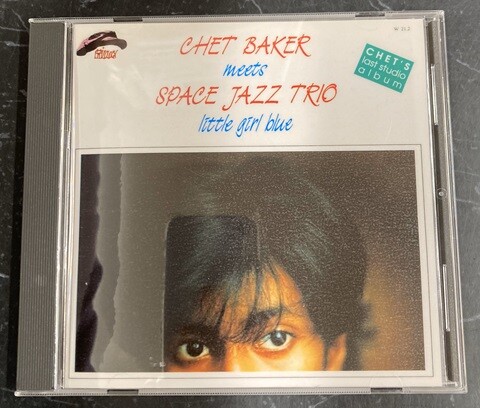 CHET BAKER
meets
SPACE JAZZ TRIO
little girl blue
CHET'S
last studio
album